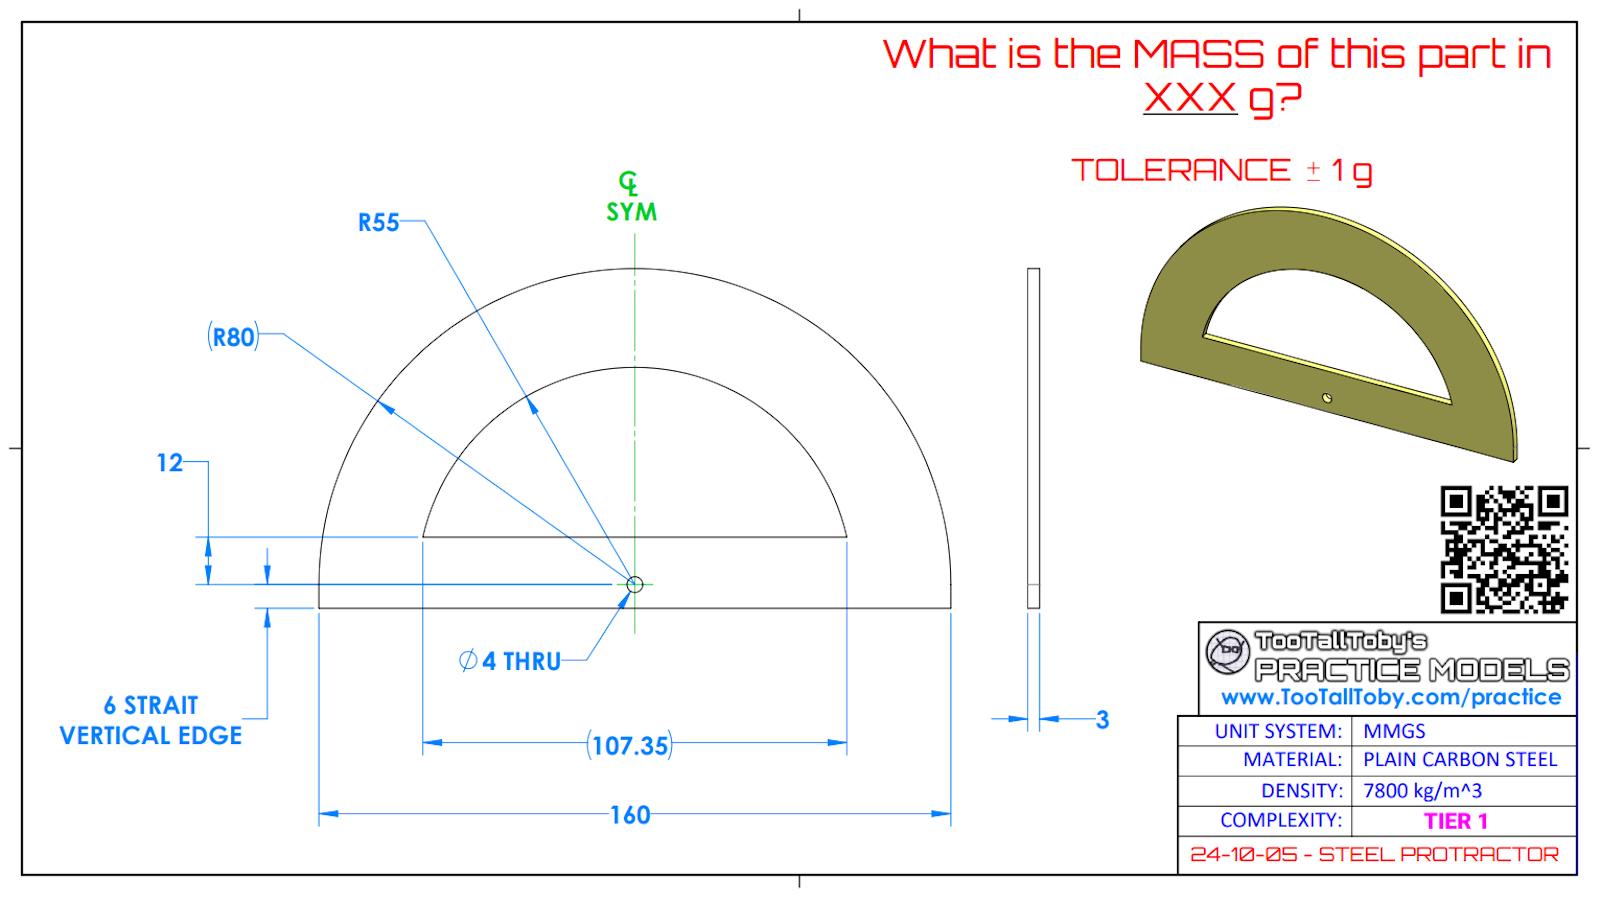 What is the MASS of this part in
XXX g?
TOLERANCE ± 1 g
℄
SYM
R55
(R80)
12
⌀ 4 THRU
6 STRAIT
VERTICAL EDGE
(107.35)
160
3
TooTallToby's
PRACTICE MODELS
www.TooTallToby.com/practice
UNIT SYSTEM: MMGS
MATERIAL: PLAIN CARBON STEEL
DENSITY: 7800 kg/m^3
COMPLEXITY: TIER 1
24-10-05 - STEEL PROTRACTOR